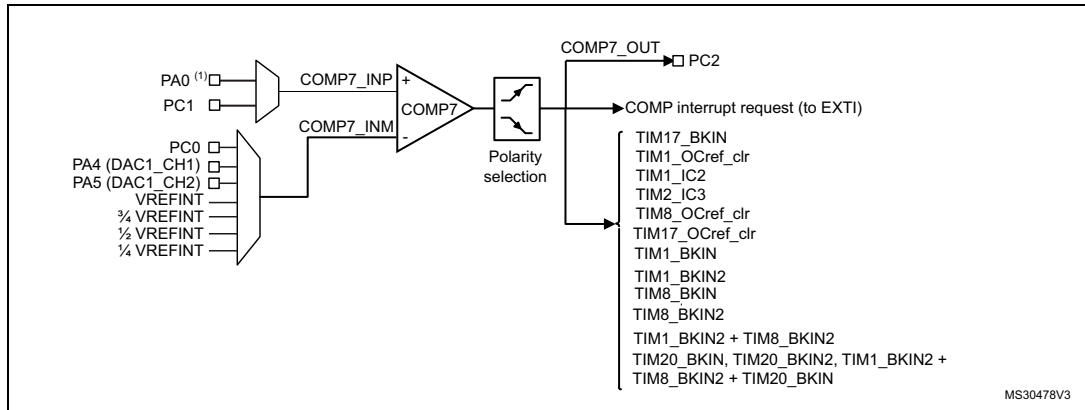 PA0 (1)
PC1
COMP7_INP
+
COMP7
COMP7_INM
-
PC0
PA4 (DAC1_CH1)
PA5 (DAC1_CH2)
VREFINT
¾ VREFINT
½ VREFINT
¼ VREFINT
Polarity
selection
COMP7_OUT
PC2
COMP interrupt request (to EXTI)
TIM17_BKIN
TIM1_OCref_clr
TIM1_IC2
TIM2_IC3
TIM8_OCref_clr
TIM17_OCref_clr
TIM1_BKIN
TIM1_BKIN2
TIM8_BKIN
TIM8_BKIN2
TIM1_BKIN2 + TIM8_BKIN2
TIM20_BKIN, TIM20_BKIN2, TIM1_BKIN2 +
TIM8_BKIN2 + TIM20_BKIN
MS30478V3